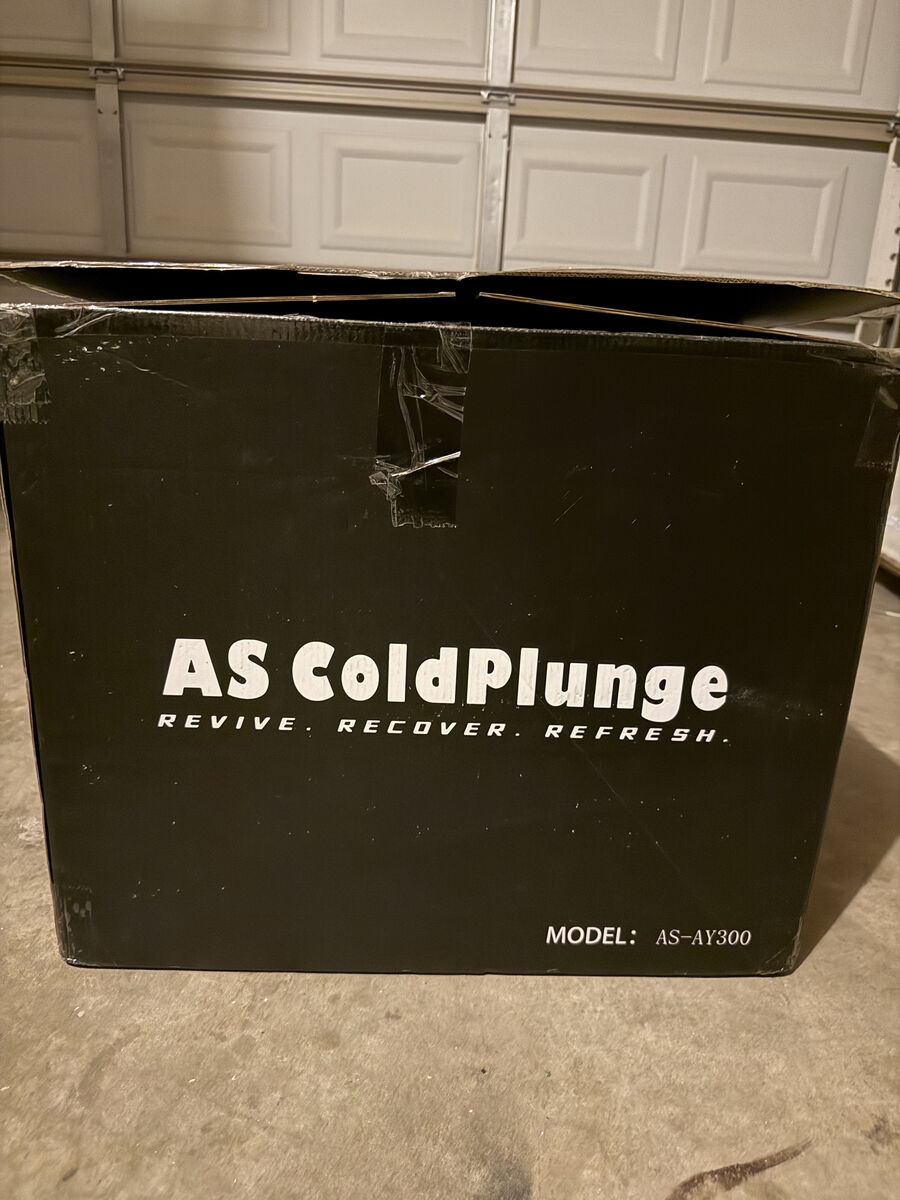 AS ColdPlunge
REVIVE. RECOVER. REFRESH.
MODEL: AS-AY300